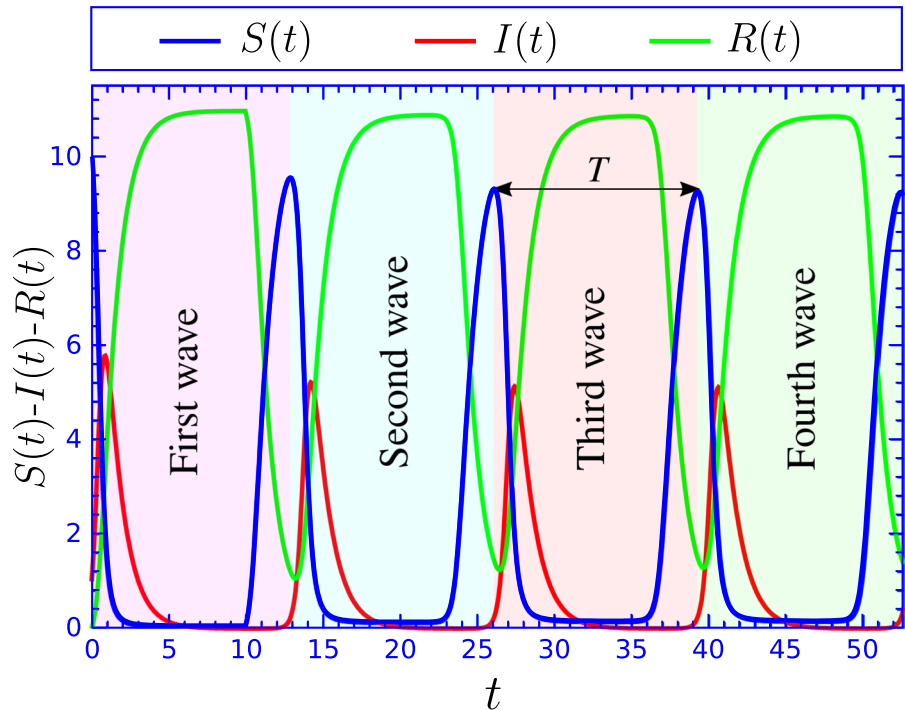 S(t) I(t) R(t)
S(t)-I(t)-R(t)
10
8
6
4
2
0
T
First wave
Second wave
Third wave
Fourth wave
0 5 10 15 20 25 30 35 40 45 50
t